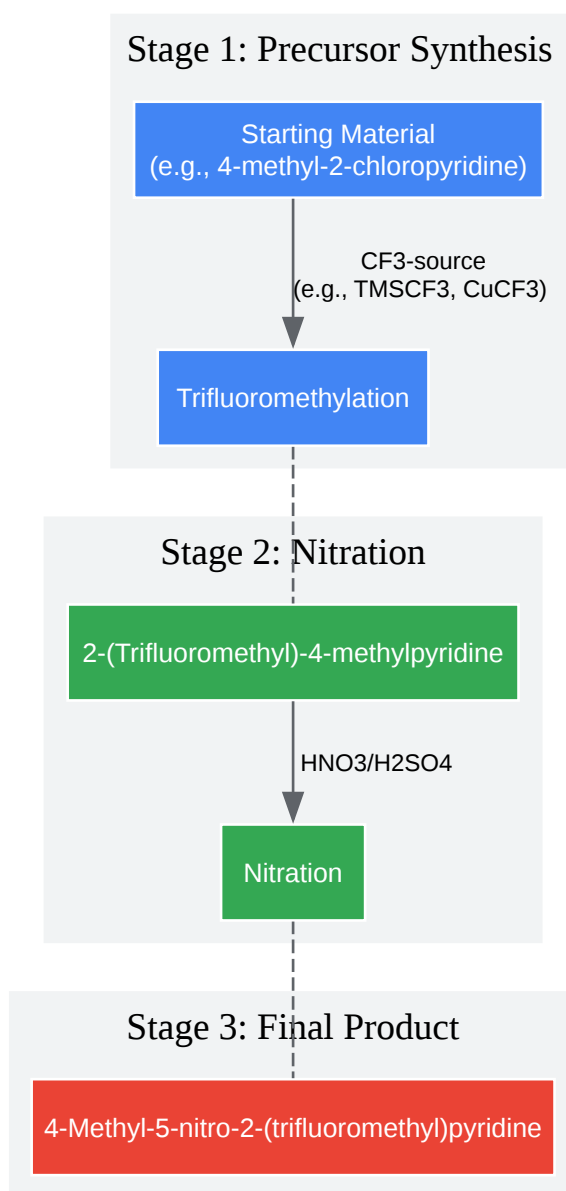 Stage 1: Precursor Synthesis
Starting Material
(e.g., 4-methyl-2-chloropyridine)
CF3-source
(e.g., TMSCF3, CuCF3)
Trifluoromethylation
Stage 2: Nitration
2-(Trifluoromethyl)-4-methylpyridine
HNO3/H2SO4
Nitration
Stage 3: Final Product
4-Methyl-5-nitro-2-(trifluoromethyl)pyridine